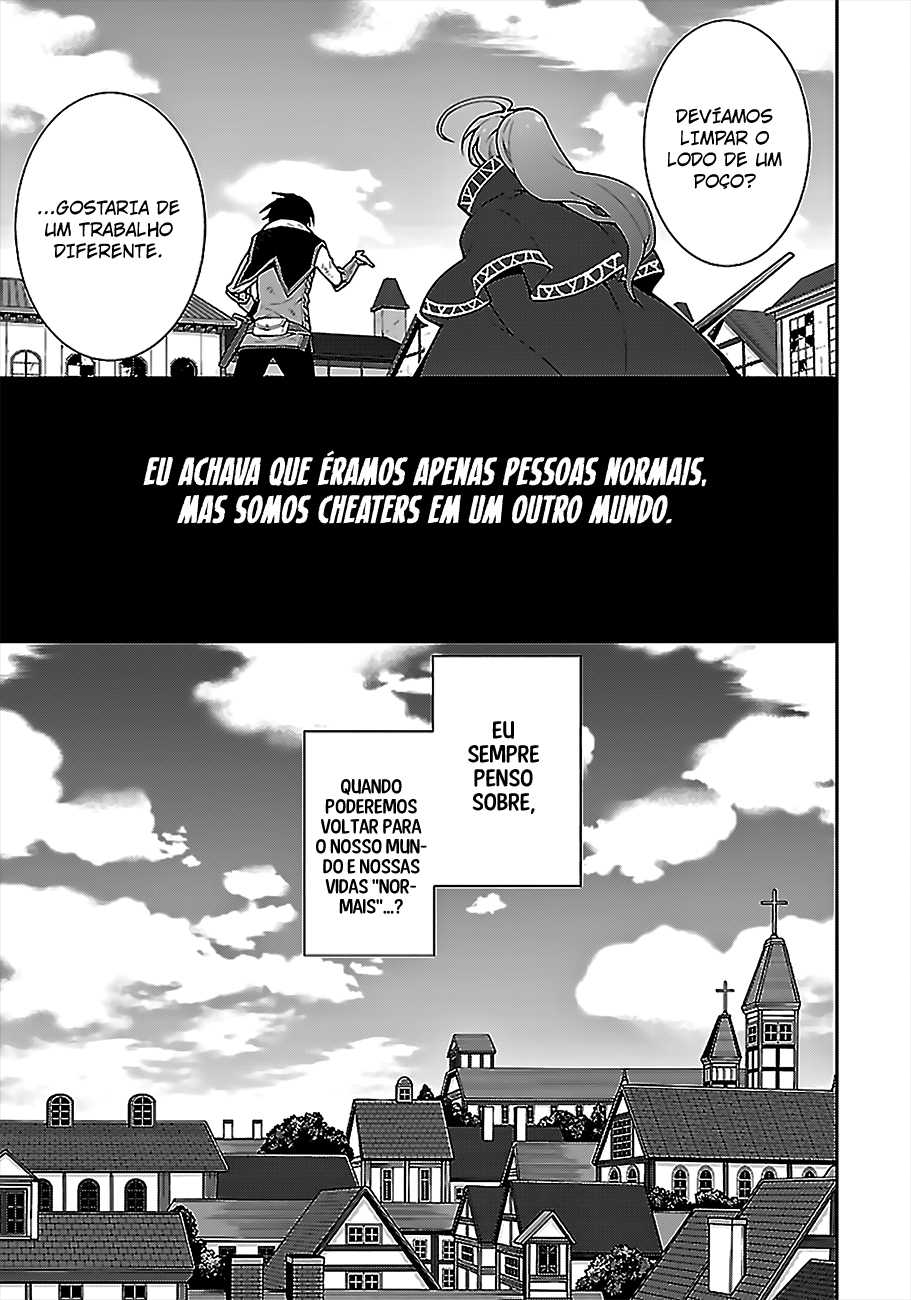 DEVÍAMOS
LIMPAR O
LODO DE UM
POÇO?
...GOSTARIA DE
UM TRABALHO
DIFERENTE.
EU ACHAVA QUE ÉRAMOS APENAS PESSOAS NORMAIS,
MAS SOMOS CHEATERS EM UM OUTRO MUNDO.
EU
SEMPRE
PENSO
SOBRE,
QUANDO
PODEREMOS
VOLTAR PARA
O NOSSO MUN-
DO E NOSSAS
VIDAS "NOR-
MAIS"...?